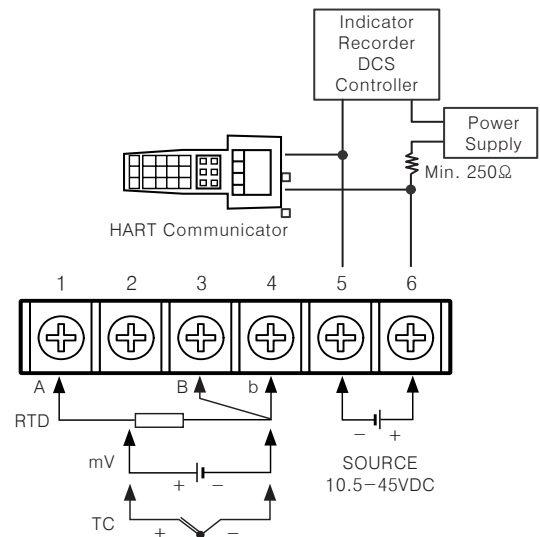 Indicator
Recorder
DCS
Controller
Power
Supply
Min. 250Ω
HART Communicator
1 2 3 4 5 6
A B b
RTD
− +
mV
+ −
SOURCE
10.5−45VDC
TC
+ −